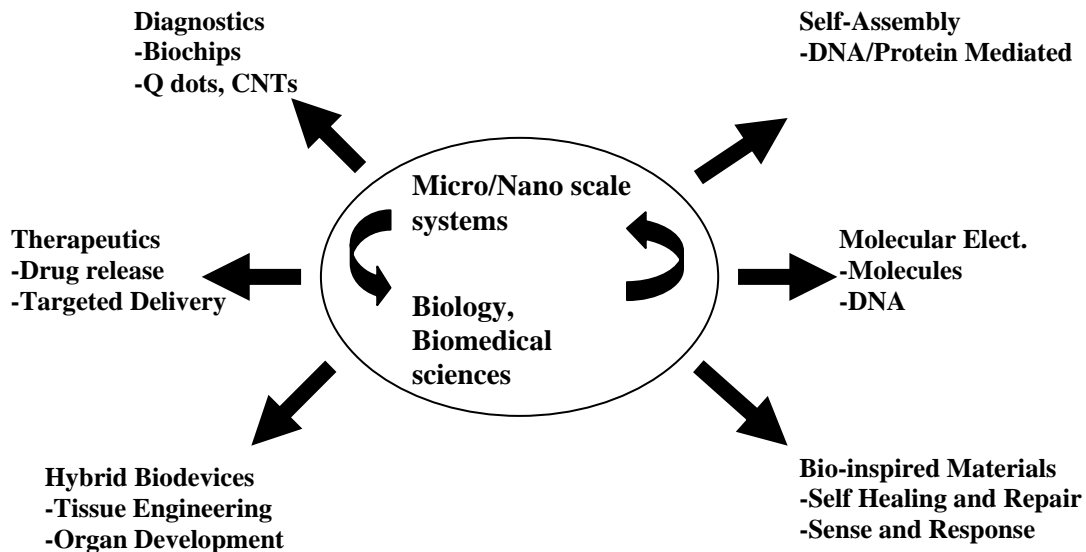 Diagnostics
-Biochips
-Q dots, CNTs
Self-Assembly
-DNA/Protein Mediated
Micro/Nano scale
systems
Biology,
Biomedical
sciences
Therapeutics
-Drug release
-Targeted Delivery
Molecular Elect.
-Molecules
-DNA
Hybrid Biodevices
-Tissue Engineering
-Organ Development
Bio-inspired Materials
-Self Healing and Repair
-Sense and Response